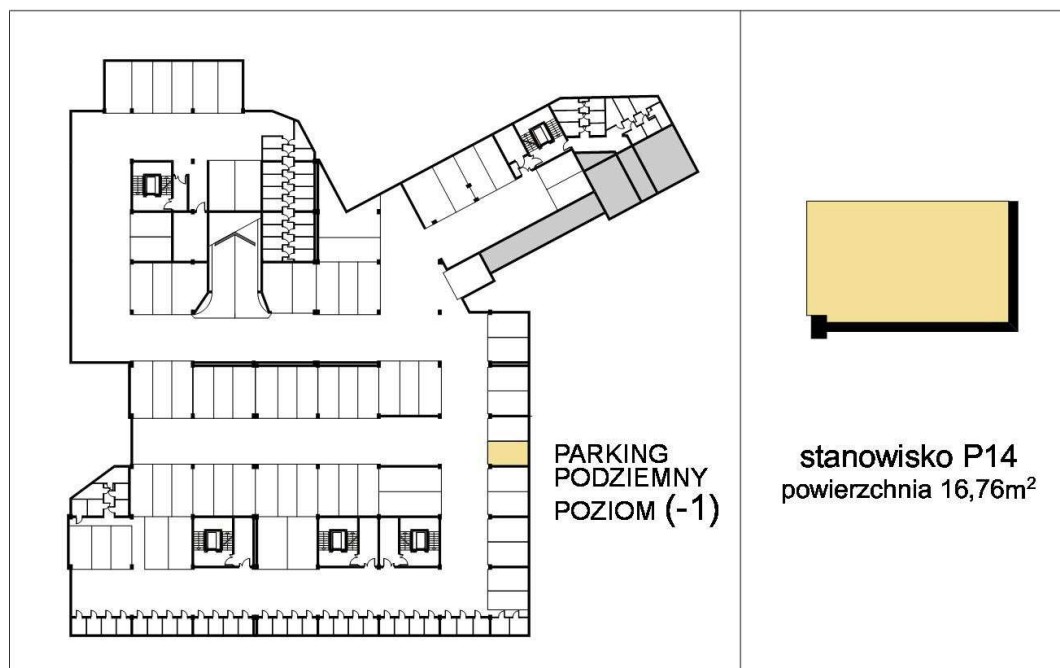 PARKING
PODZIEMNY
POZIOM (-1)
stanowisko P14
powierzchnia 16,76m²